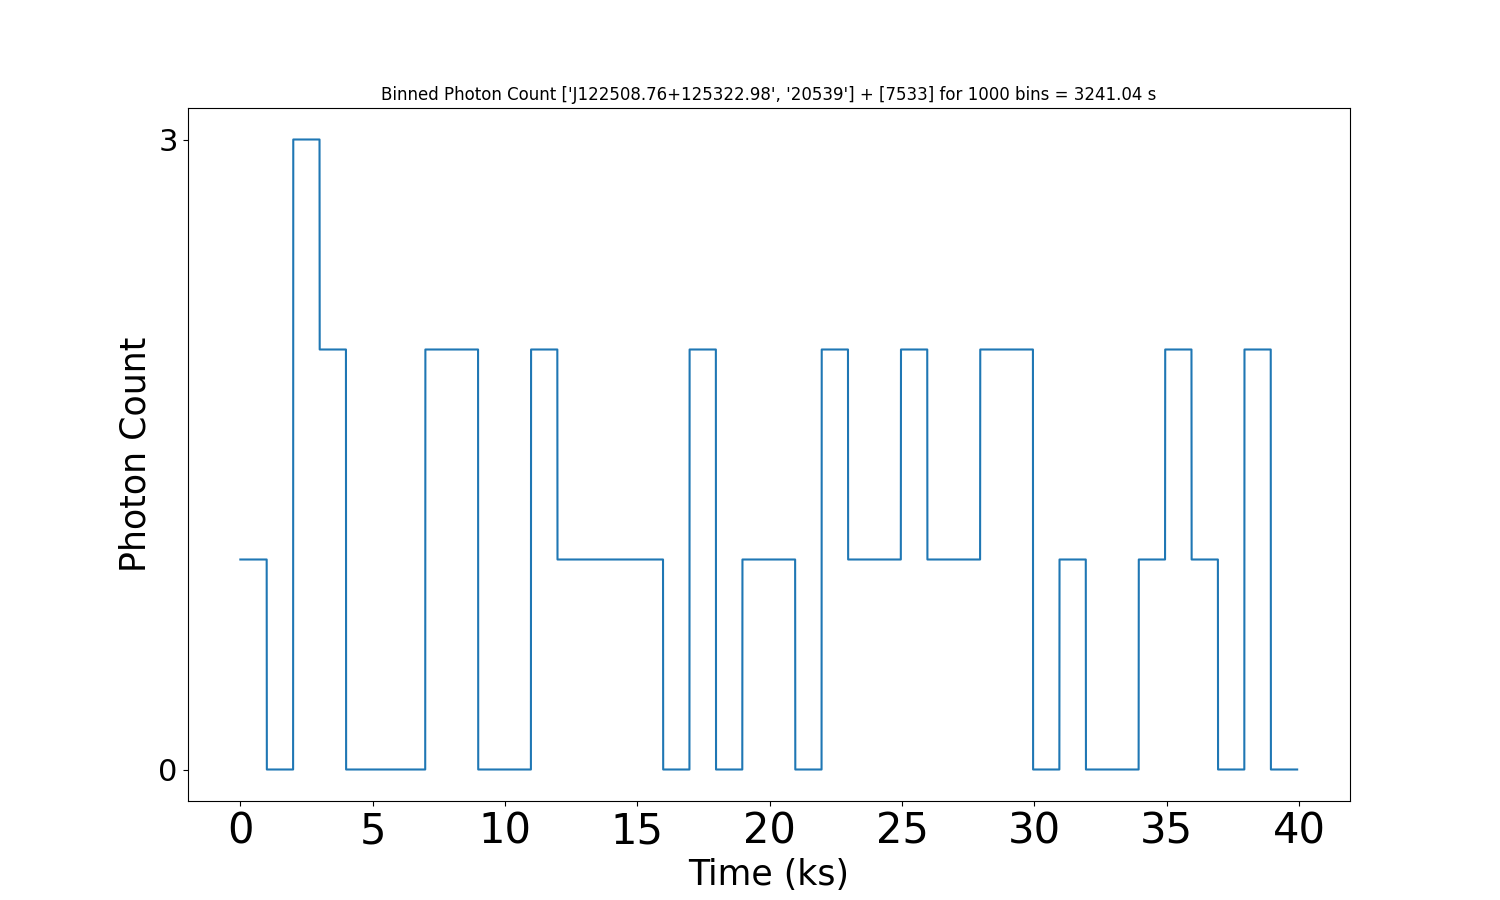 Binned Photon Count ['J122508.76+125322.98', '20539'] + [7533] for 1000 bins = 3241.04 s
3
Photon Count
0
0 5 10 15 20 25 30 35 40
Time (ks)